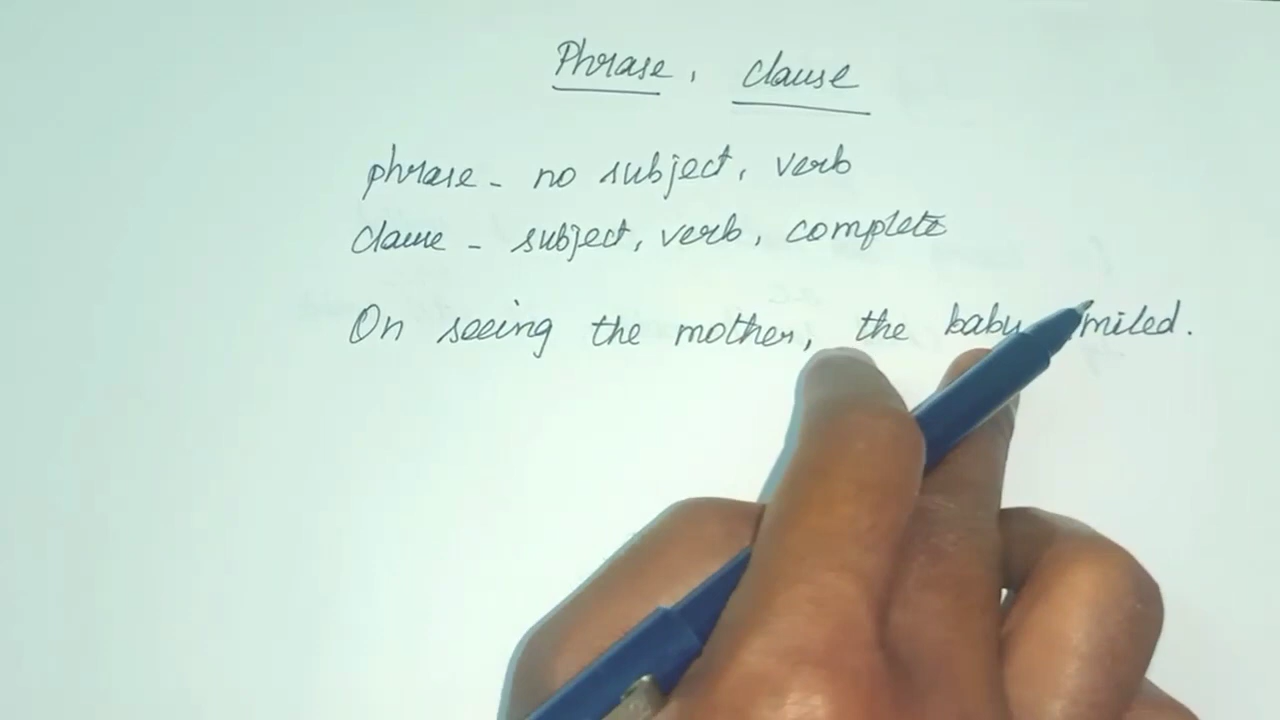 Phrase, clause
phrase - no subject, verb
clause - subject, verb, complete
On seeing the mother, the baby smiled.